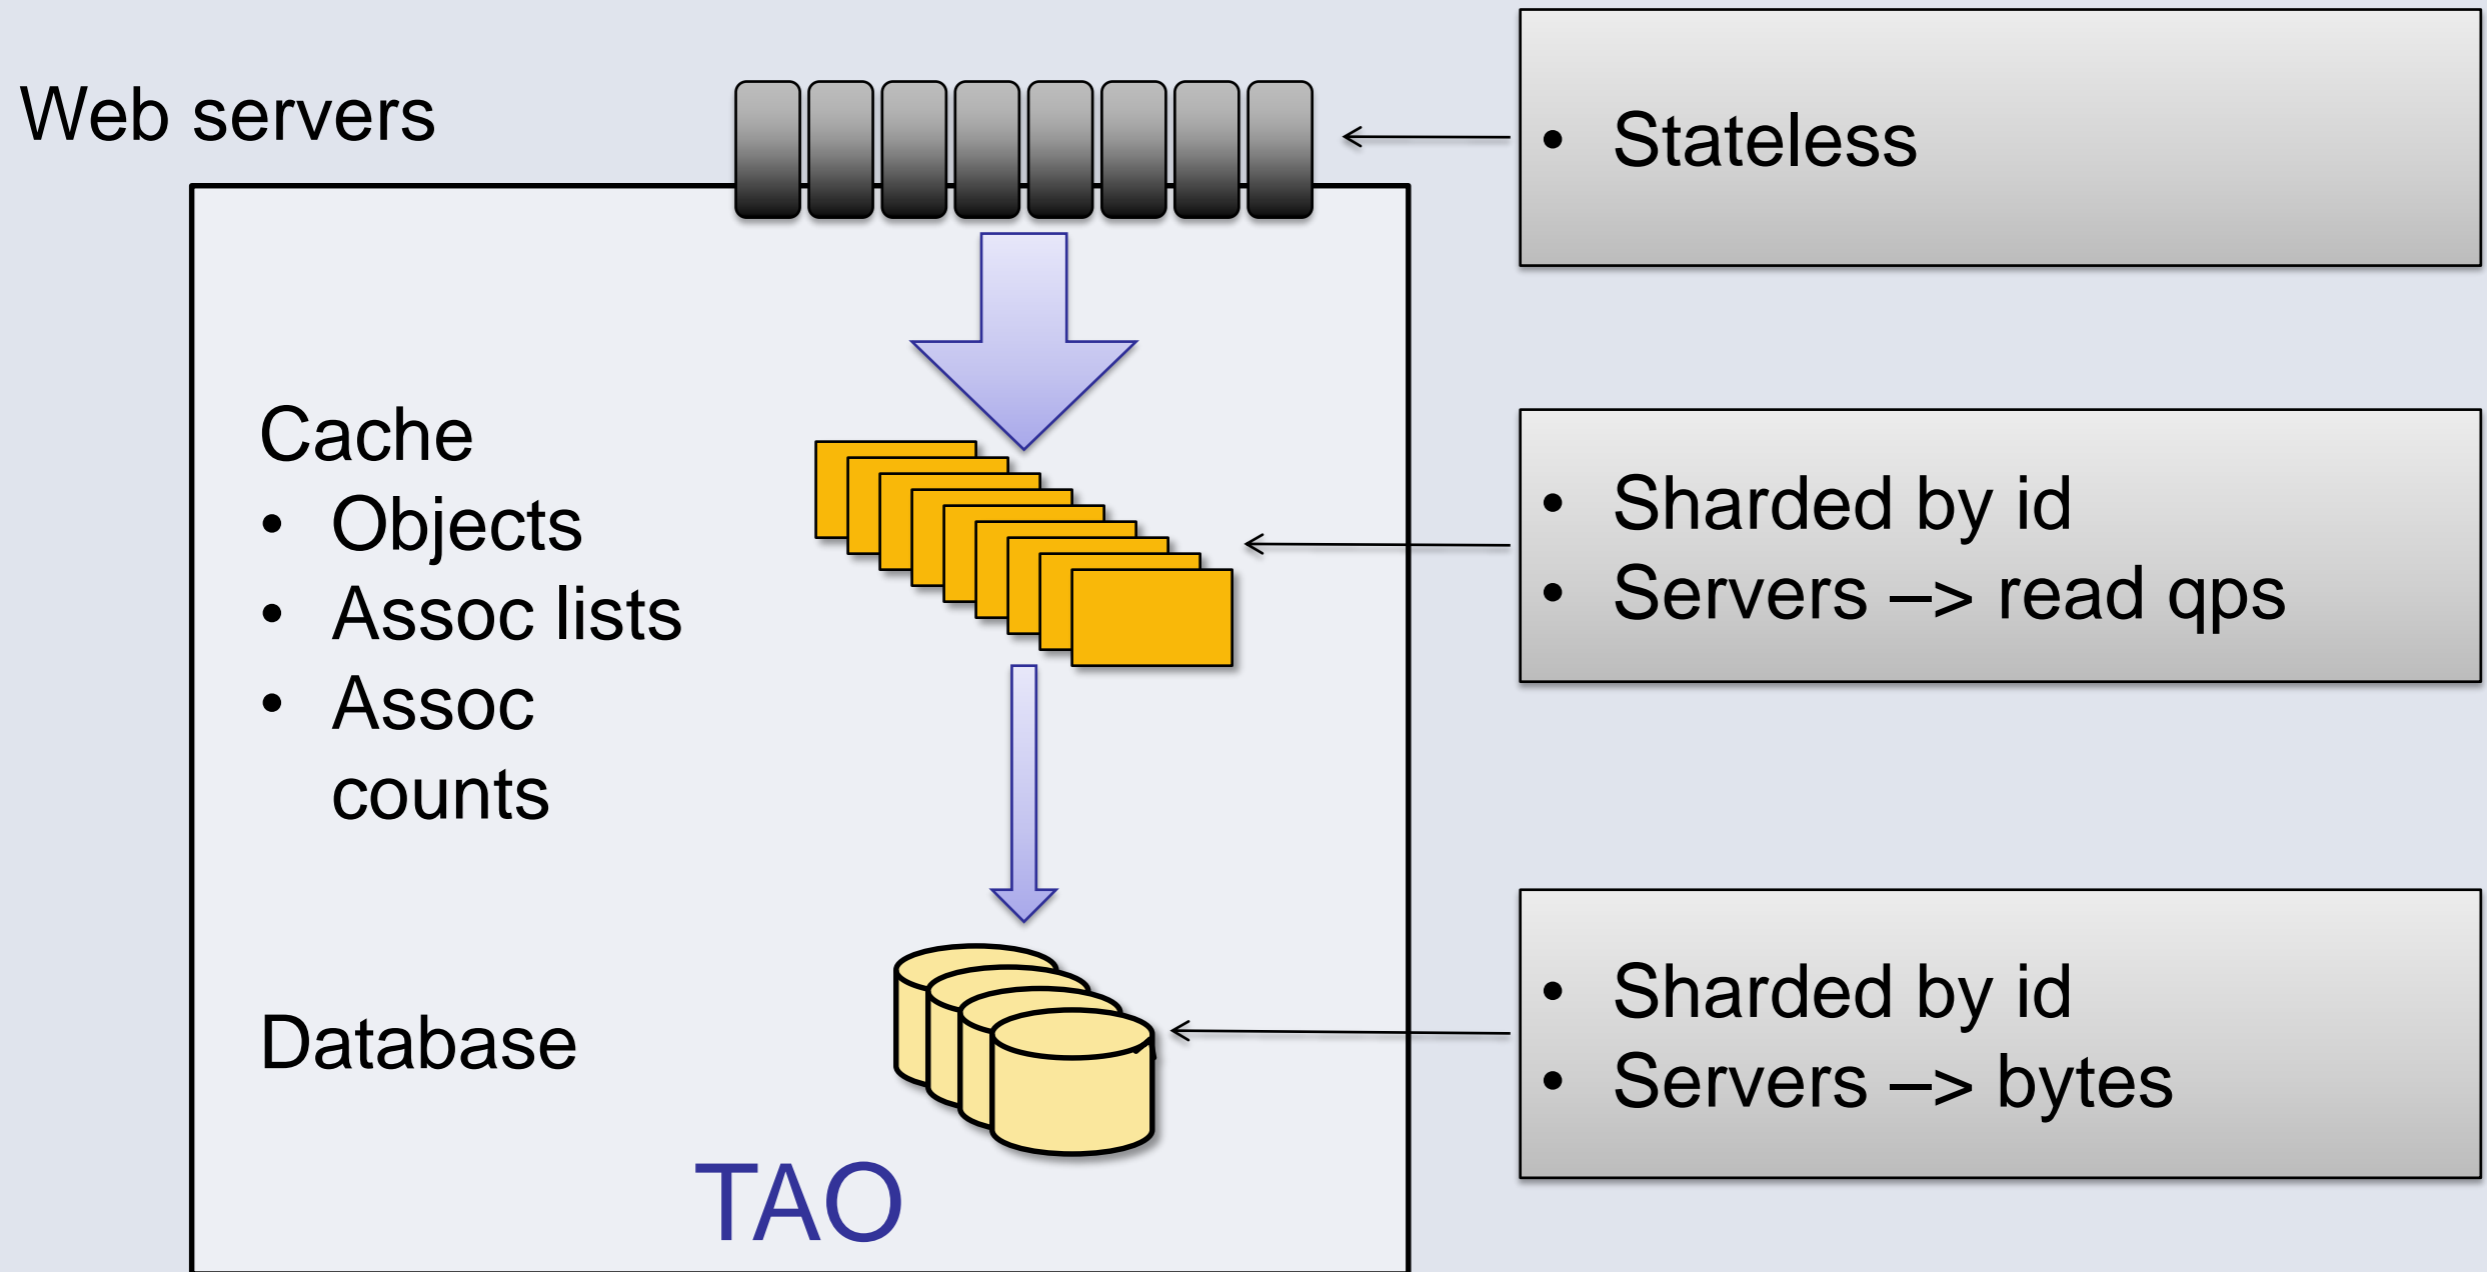 Web servers
• Stateless
Cache
• Objects
• Assoc lists
• Assoc
counts
• Sharded by id
• Servers –> read qps
Database
• Sharded by id
• Servers –> bytes
TAO